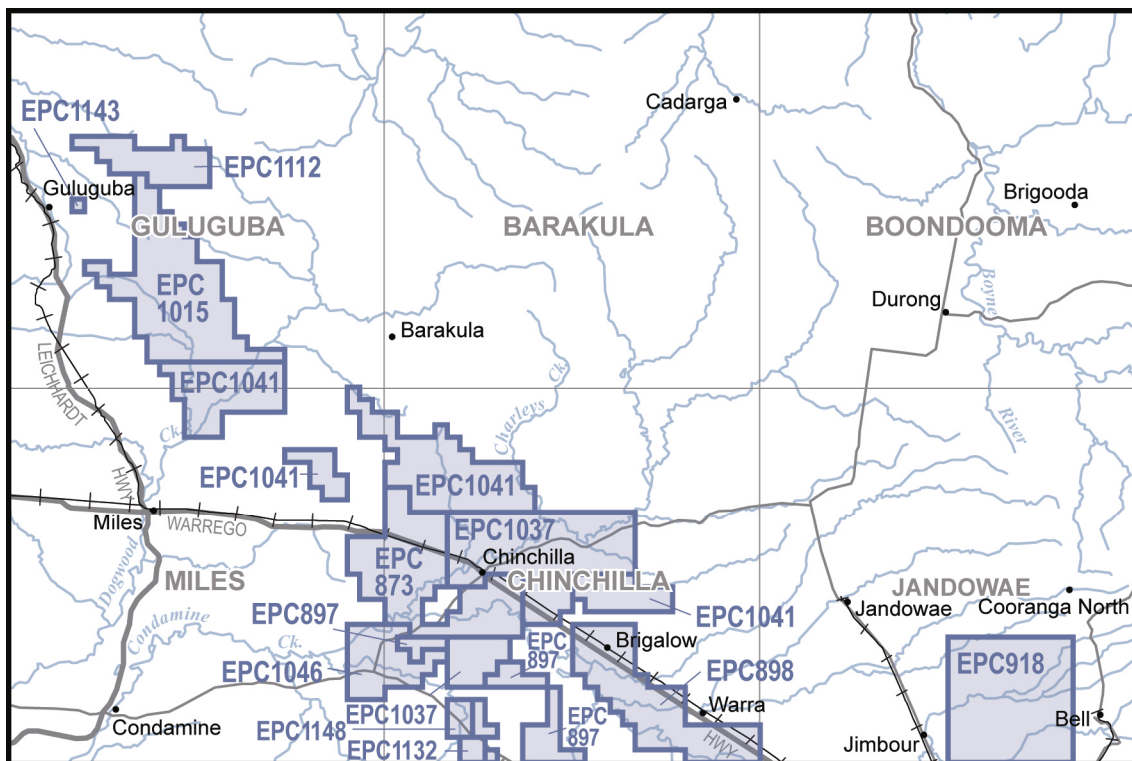 Cadarga
EPC1143
EPC1112
Guluguba
Brigooda
GULUGUBA
BARAKULA
BOONDOOMA
EPC
1015
Boyne
Durong
Barakula
LEICHHARDT
EPC1041
Ck.
Charleys
River
Ck.
EPC1041
EPC1041
HWY
Miles
WARREGO
EPC1037
Chinchilla
EPC
873
Dogwood
MILES
CHINCHILLA
JANDOWAE
Jandowae
Cooranga North
EPC1041
Condamine
EPC897
Ck.
Brigalow
EPC
897
EPC898
EPC918
EPC1046
Warra
EPC1037
Condamine
EPC
897
Bell
EPC1148
HWY
Jimbour
EPC1132